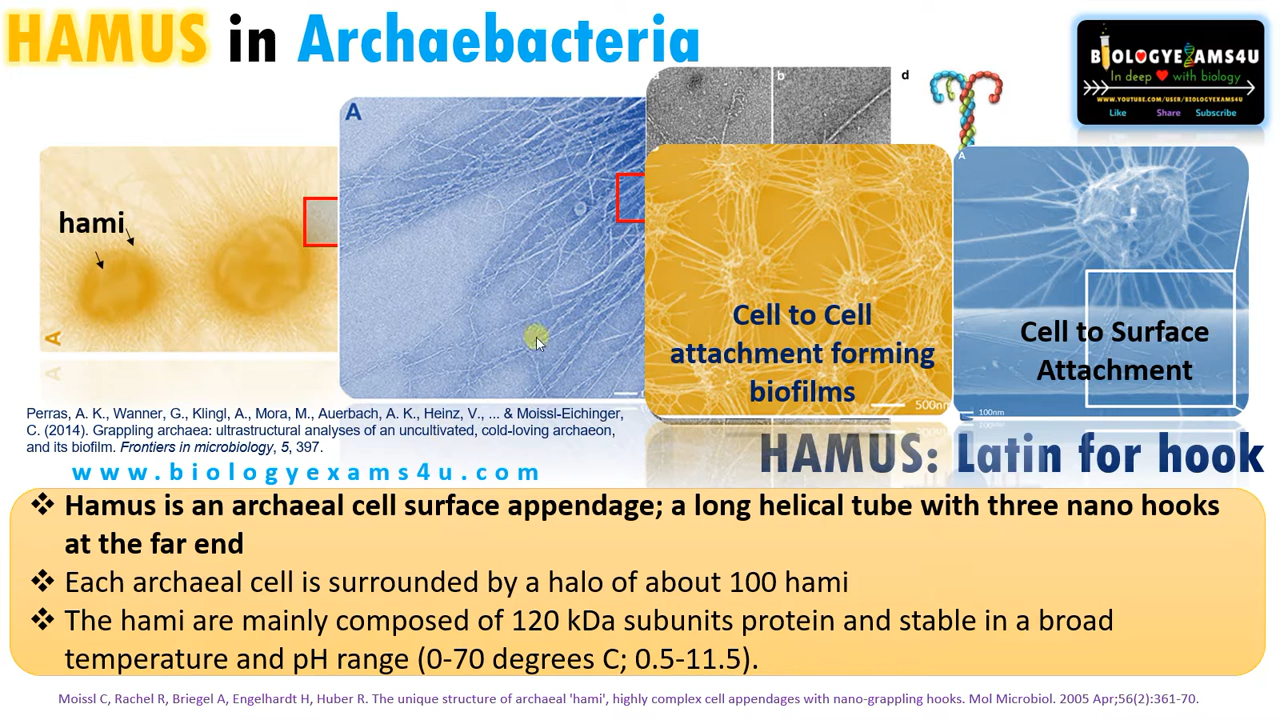 HAMUS in Archaebacteria
BIOLOGYEXAMS4U
In deep with biology
WWW.YOUTUBE.COM/USER/BIOLOGYEXAMS4U
Like Share Subscribe
hami
A
A
b
d
A
Cell to Cell
attachment forming
biofilms
500nm
Cell to Surface
Attachment
100nm
Perras, A. K., Wanner, G., Klingl, A., Mora, M., Auerbach, A. K., Heinz, V., ... & Moissl-Eichinger,
C. (2014). Grappling archaea: ultrastructural analyses of an uncultivated, cold-loving archaeon,
and its biofilm. Frontiers in microbiology, 5, 397.
www.biologyexams4u.com
HAMUS: Latin for hook
❖ Hamus is an archaeal cell surface appendage; a long helical tube with three nano hooks
at the far end
❖ Each archaeal cell is surrounded by a halo of about 100 hami
❖ The hami are mainly composed of 120 kDa subunits protein and stable in a broad
temperature and pH range (0-70 degrees C; 0.5-11.5).
Moissl C, Rachel R, Briegel A, Engelhardt H, Huber R. The unique structure of archaeal 'hami', highly complex cell appendages with nano-grappling hooks. Mol Microbiol. 2005 Apr;56(2):361-70.